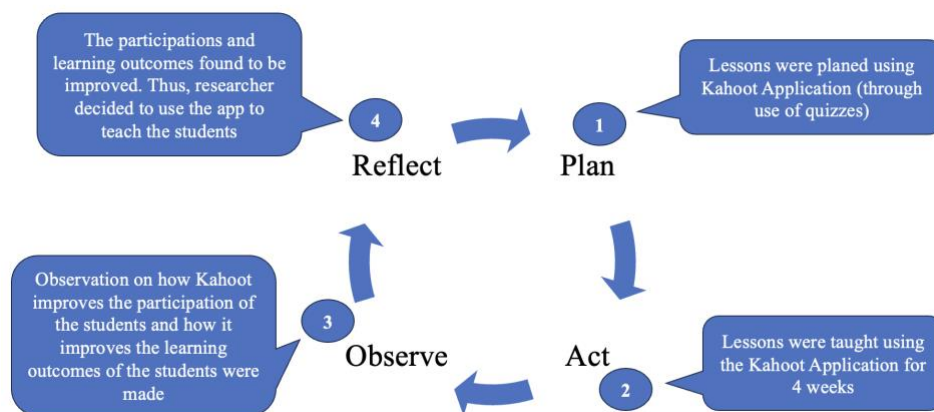 The participations and
learning outcomes found to be
improved. Thus, researcher
decided to use the app to
teach the students
4
Reflect
Lessons were planed using
Kahoot Application (through
use of quizzes)
1
Plan
Observation on how Kahoot
improves the participation of
the students and how it
improves the learning
outcomes of the students were
made
3
Observe
Act
2
Lessons were taught using
the Kahoot Application for
4 weeks